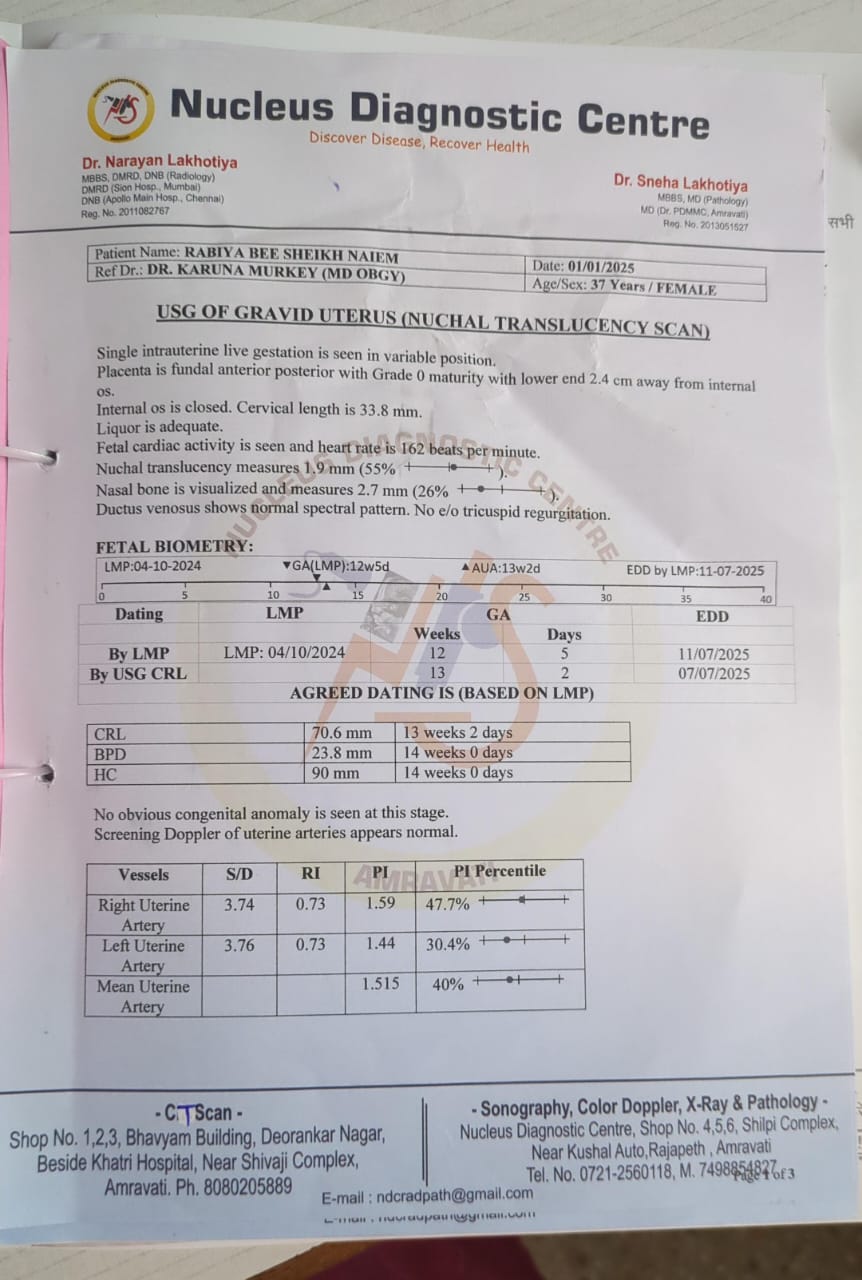 Nucleus Diagnostic Centre
Discover Disease, Recover Health
Dr. Narayan Lakhotiya
MBBS, DMRD, DNB (Radiology)
DMRD (Sion Hosp., Mumbai)
DNB (Apollo Main Hosp., Chennai)
Reg. No. 2011082767
Dr. Sneha Lakhotiya
MBBS, MD (Pathology)
MD (Dr. PDMMC, Amravati)
Reg. No. 2013051527
सभी
Patient Name: RABIYA BEE SHEIKH NAIEM
Date: 01/01/2025
Ref Dr.: DR. KARUNA MURKEY (MD OBGY)
Age/Sex: 37 Years / FEMALE
USG OF GRAVID UTERUS (NUCHAL TRANSLUCENCY SCAN)
Single intrauterine live gestation is seen in variable position.
Placenta is fundal anterior posterior with Grade 0 maturity with lower end 2.4 cm away from internal
os.
Internal os is closed. Cervical length is 33.8 mm.
Liquor is adequate.
Fetal cardiac activity is seen and heart rate is 162 beats per minute.
Nuchal translucency measures 1.9 mm (55% ).
Nasal bone is visualized and measures 2.7 mm (26% ).
Ductus venosus shows normal spectral pattern. No e/o tricuspid regurgitation.
NUCLEUS DIAGNOSTIC CENTRE
FETAL BIOMETRY:
LMP:04-10-2024 ▼GA(LMP):12w5d ▲AUA:13w2d EDD by LMP:11-07-2025
0 5 10 15 20 25 30 35 40
Dating LMP GA EDD
Weeks Days
By LMP LMP: 04/10/2024 12 5 11/07/2025
By USG CRL 13 2 07/07/2025
AGREED DATING IS (BASED ON LMP)
CRL 70.6 mm 13 weeks 2 days
BPD 23.8 mm 14 weeks 0 days
HC 90 mm 14 weeks 0 days
No obvious congenital anomaly is seen at this stage.
Screening Doppler of uterine arteries appears normal.
AMRAVATI
Vessels S/D RI PI PI Percentile
Right Uterine Artery 3.74 0.73 1.59 47.7%
Left Uterine Artery 3.76 0.73 1.44 30.4%
Mean Uterine Artery 1.515 40%
- CT Scan -
Shop No. 1,2,3, Bhavyam Building, Deorankar Nagar,
Beside Khatri Hospital, Near Shivaji Complex,
Amravati. Ph. 8080205889
- Sonography, Color Doppler, X-Ray & Pathology -
Nucleus Diagnostic Centre, Shop No. 4,5,6, Shilpi Complex,
Near Kushal Auto,Rajapeth , Amravati
Tel. No. 0721-2560118, M. 7498854827
Page 1 of 3
E-mail : ndcradpath@gmail.com
E-mail : ndcradpath@gmail.com